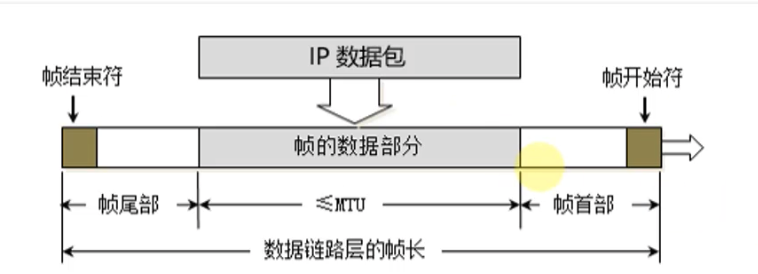 IP 数据包
帧结束符
帧开始符
帧的数据部分
帧尾部
≤MTU
帧首部
数据链路层的帧长